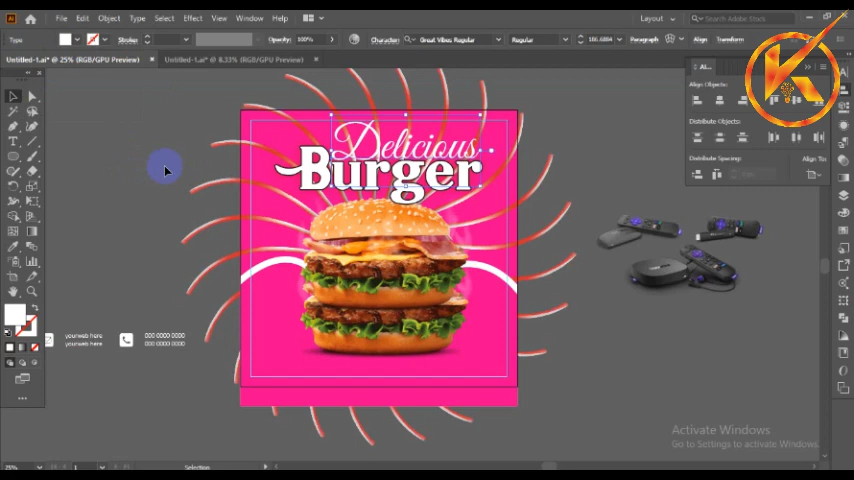 Ai File Edit Object Type Select Effect View Window Help Layout Search Adobe Stock
Type Stroke: Opacity: 100% Character: Great Vibes Regular Regular Paragraph Align Transform
Untitled-1.ai* @ 25% (RGB/GPU Preview) × Untitled-1.ai* @ 8.33% (RGB/GPU Preview) ×
Align Objects:
Distribute Objects:
Distribute Spacing: Align To:
Delicious
Burger
yourweb here 000 0000 0000
yourweb here 000 0000 0000
Activate Windows
Go to Settings to activate Windows.
25% 1 Selection